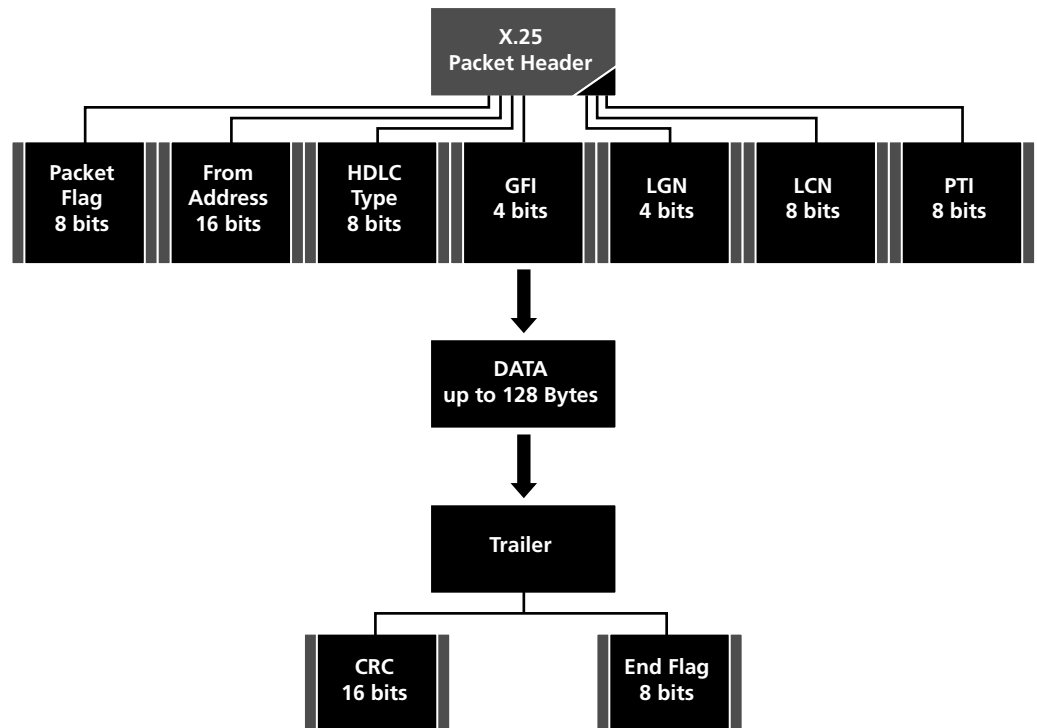 X.25
Packet Header
Packet
Flag
8 bits
From
Address
16 bits
HDLC
Type
8 bits
GFI
4 bits
LGN
4 bits
LCN
8 bits
PTI
8 bits
DATA
up to 128 Bytes
Trailer
CRC
16 bits
End Flag
8 bits